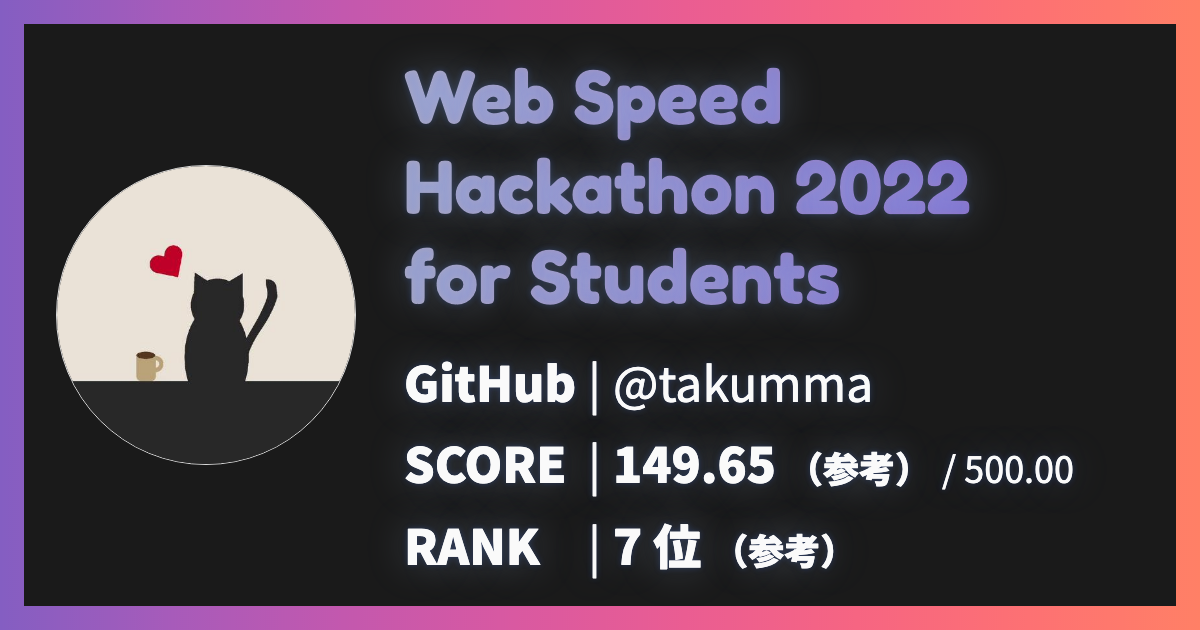 Web Speed
Hackathon 2022
for Students
GitHub | @takumma
SCORE | 149.65 （参考） / 500.00
RANK | 7 位 （参考）